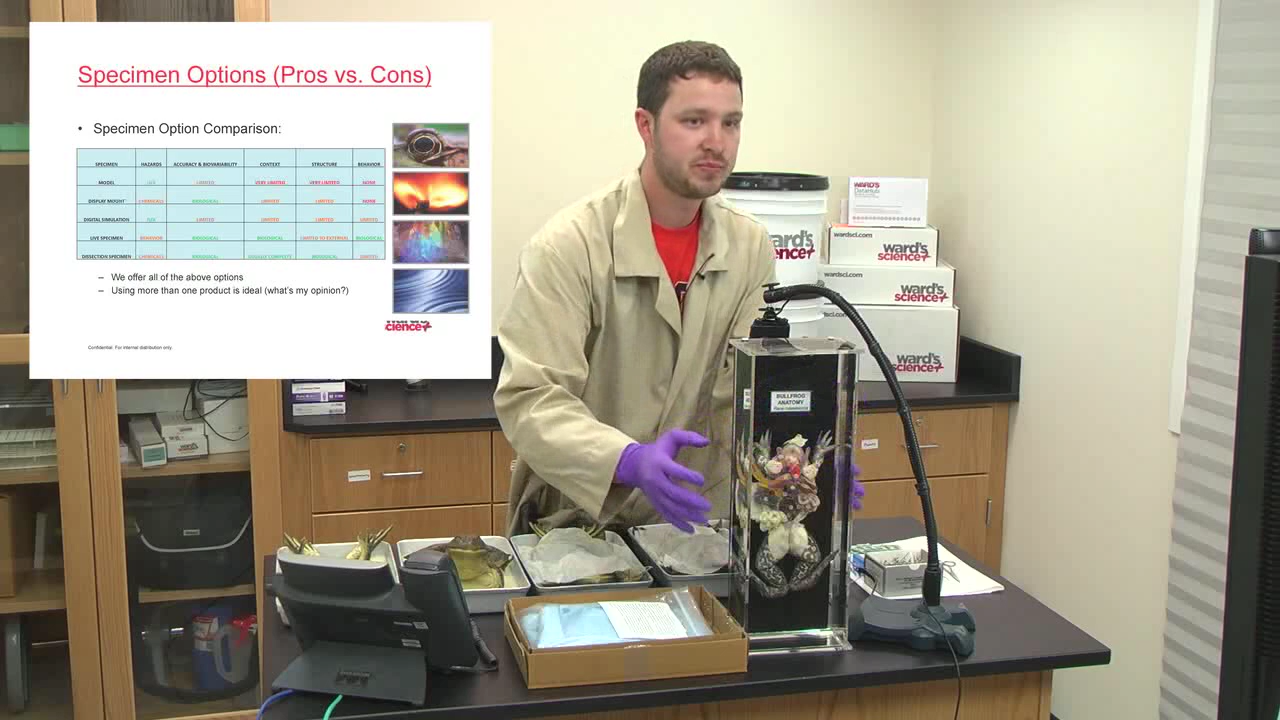 Specimen Options (Pros vs. Cons)
• Specimen Option Comparison:
SPECIMEN HAZARDS ACCURACY & BIOVARIABILITY CONTEXT STRUCTURE BEHAVIOR
MODEL N/A LIMITED VERY LIMITED VERY LIMITED NONE
DISPLAY MOUNT CHEMICALS BIOLOGICAL LIMITED LIMITED NONE
DIGITAL SIMULATION N/A LIMITED LIMITED LIMITED LIMITED
LIVE SPECIMEN BEHAVIOR BIOLOGICAL BIOLOGICAL LIMITED TO EXTERNAL BIOLOGICAL
DISSECTION SPECIMEN CHEMICALS BIOLOGICAL USUALLY COMPLETE BIOLOGICAL LIMITED
– We offer all of the above options
– Using more than one product is ideal (what's my opinion?)
ward's
science+
Confidential. For internal distribution only.
WARD'S
DataHub
wardsci.com
ward's
science+
wardsci.com
ward's
science+
ward's
science+
BULLFROG
ANATOMY